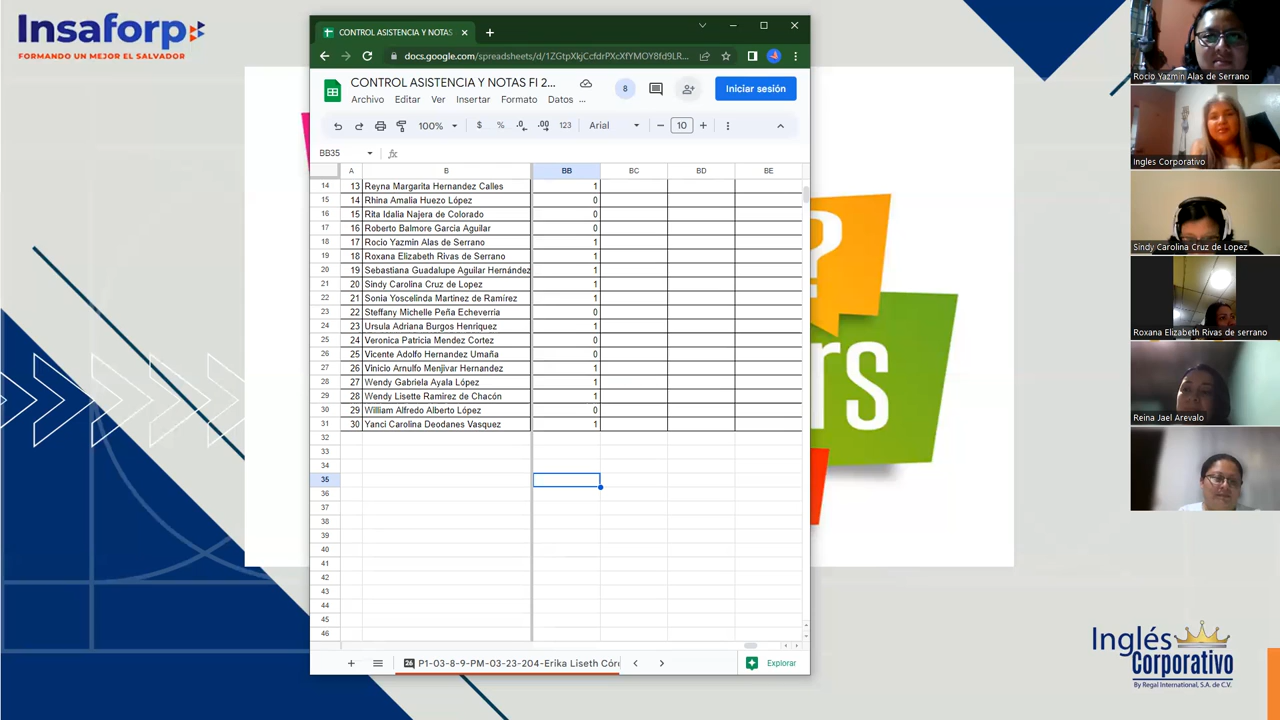 Insaforp
FORMANDO UN MEJOR EL SALVADOR
CONTROL ASISTENCIA Y NOTAS
docs.google.com/spreadsheets/d/1ZGtpXkjCcfdrPXcXfYMOY8fd9LR...
CONTROL ASISTENCIA Y NOTAS FI 2...
8
Iniciar sesión
Archivo Editar Ver Insertar Formato Datos ...
100% $ % .0 .00 123 Arial − 10 +
BB35 fx
A B BB BC BD BE
14 13 Reyna Margarita Hernandez Calles 1
15 14 Rhina Amalia Huezo López 0
16 15 Rita Idalia Najera de Colorado 0
17 16 Roberto Balmore Garcia Aguilar 0
18 17 Rocio Yazmin Alas de Serrano 1
19 18 Roxana Elizabeth Rivas de Serrano 1
20 19 Sebastiana Guadalupe Aguilar Hernández 1
21 20 Sindy Carolina Cruz de Lopez 1
22 21 Sonia Yoscelinda Martinez de Ramírez 1
23 22 Steffany Michelle Peña Echeverria 0
24 23 Ursula Adriana Burgos Henriquez 1
25 24 Veronica Patricia Mendez Cortez 0
26 25 Vicente Adolfo Hernandez Umaña 0
27 26 Vinicio Arnulfo Menjivar Hernandez 1
28 27 Wendy Gabriela Ayala López 1
29 28 Wendy Lisette Ramirez de Chacón 1
30 29 William Alfredo Alberto López 0
31 30 Yanci Carolina Deodanes Vasquez 1
32
33
34
35
36
37
38
39
40
41
42
43
44
45
46
+ P1-03-8-9-PM-03-23-204-Erika Liseth Córd
Explorar
?
rs
Rocio Yazmin Alas de Serrano
Ingles Corporativo
Sindy Carolina Cruz de Lopez
Roxana Elizabeth Rivas de serrano
Reina Jael Arevalo
Inglés
Corporativo
By Regal International, S.A. de C.V.